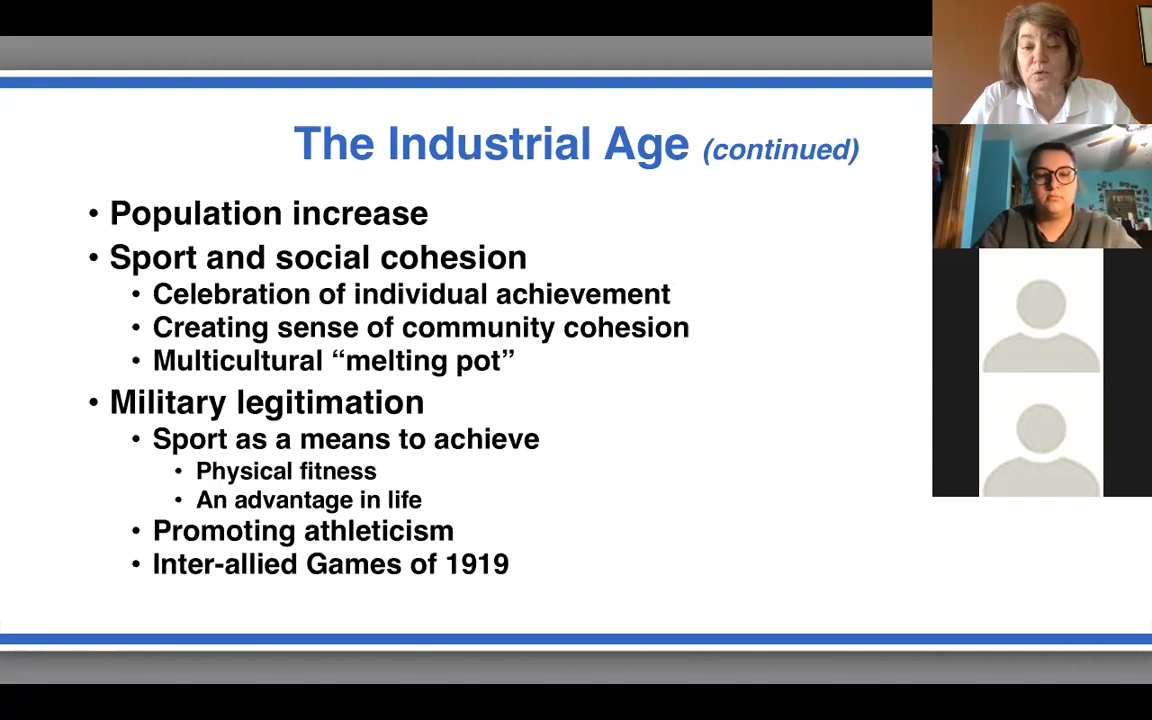 The Industrial Age (continued)
• Population increase
• Sport and social cohesion
• Celebration of individual achievement
• Creating sense of community cohesion
• Multicultural “melting pot”
• Military legitimation
• Sport as a means to achieve
• Physical fitness
• An advantage in life
• Promoting athleticism
• Inter-allied Games of 1919